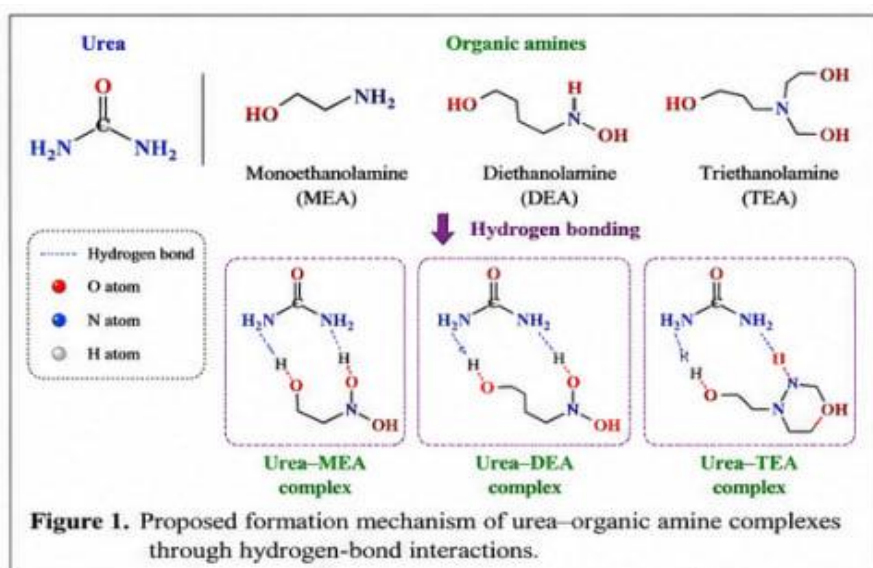 Urea
Organic amines
O
C
H₂N NH₂
HO NH₂
HO H N OH
HO N OH OH
Monoethanolamine
(MEA)
Diethanolamine
(DEA)
Triethanolamine
(TEA)
Hydrogen bonding
Hydrogen bond
O atom
N atom
H atom
O
C
H₂N NH₂
H H
O O
N OH
O
C
H₂N NH₂
H H
O O
N OH
O
C
H₂N NH₂
H
O N
N OH
Urea–MEA
complex
Urea–DEA
complex
Urea–TEA
complex
Figure 1. Proposed formation mechanism of urea–organic amine complexes
through hydrogen-bond interactions.